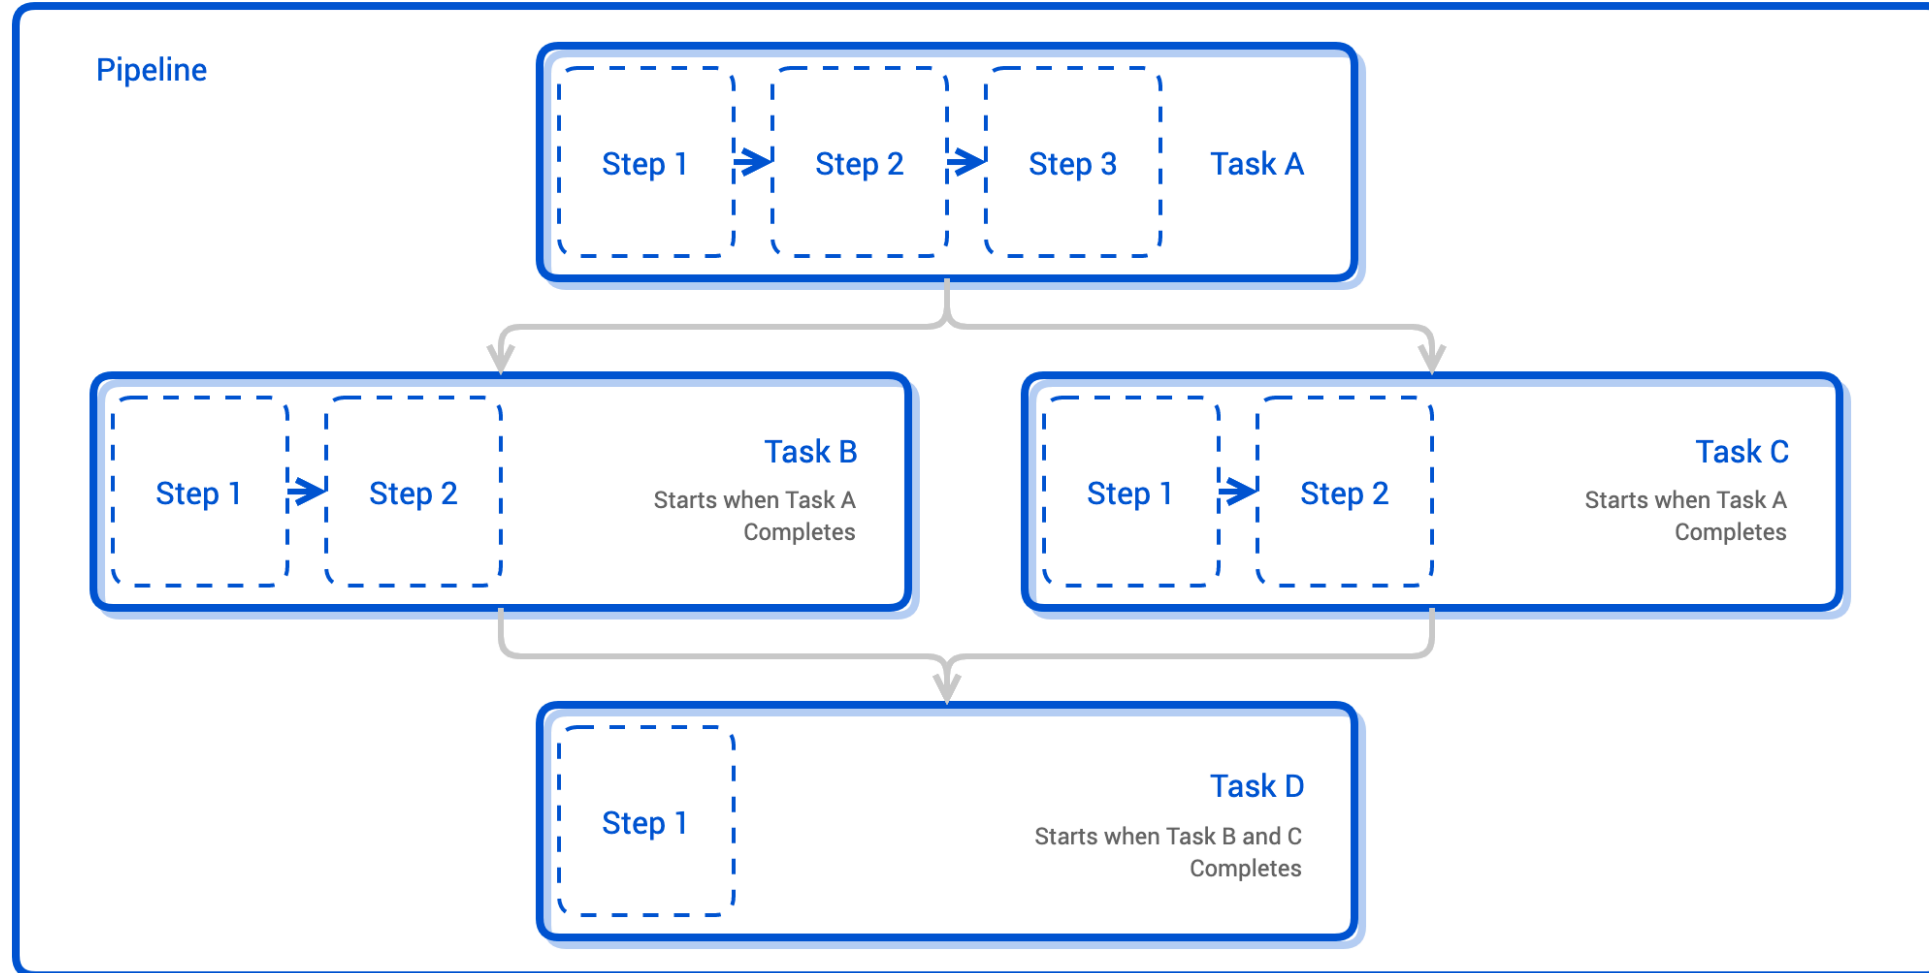 Pipeline
Step 1
Step 2
Step 3
Task A
Step 1
Step 2
Task B
Starts when Task A
Completes
Step 1
Step 2
Task C
Starts when Task A
Completes
Step 1
Task D
Starts when Task B and C
Completes